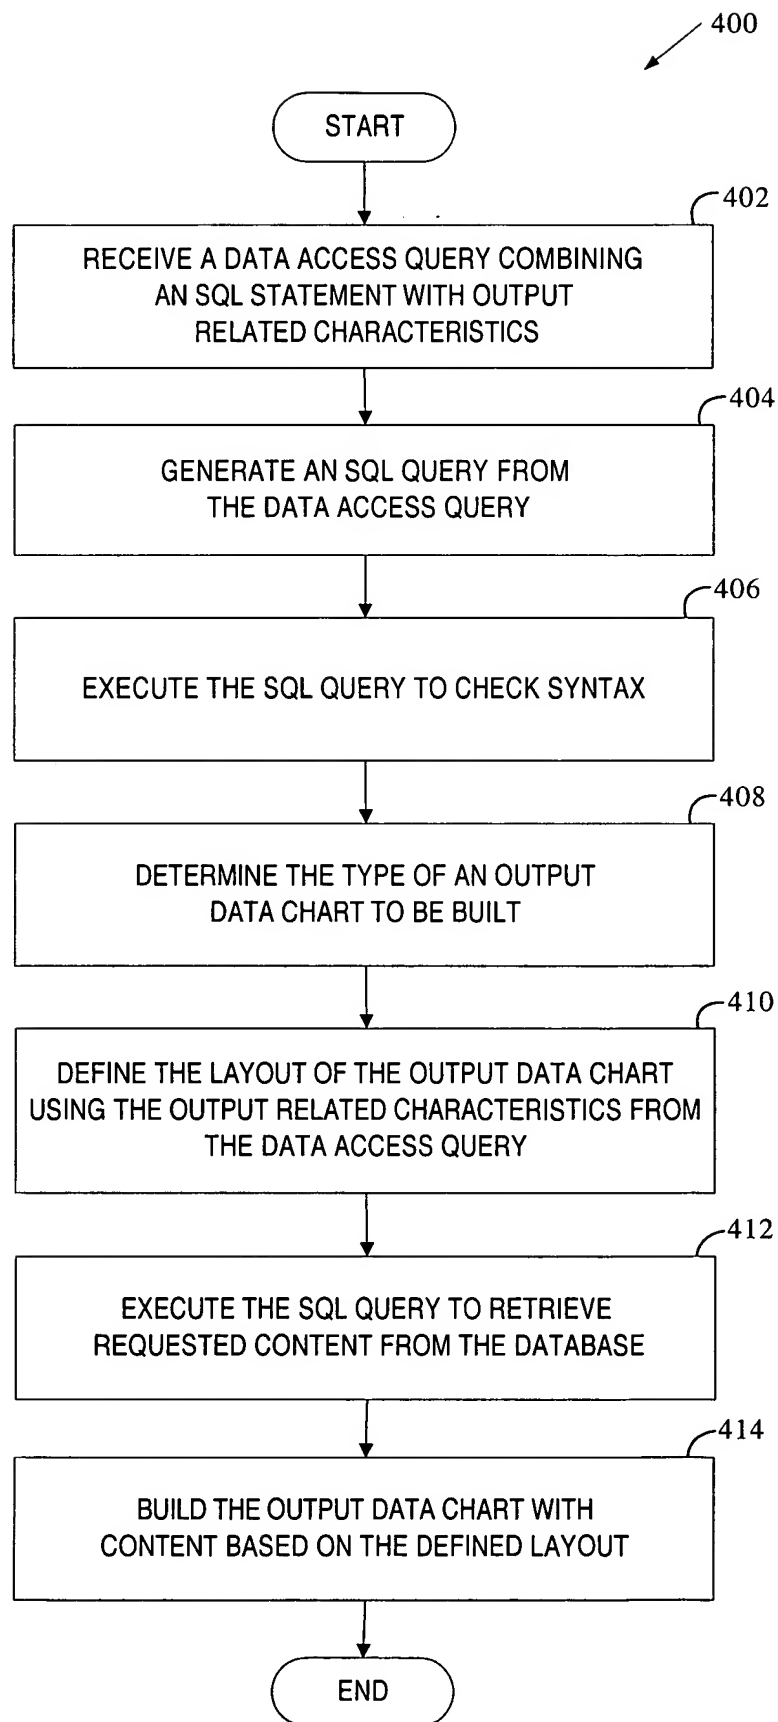 400
START
402
RECEIVE A DATA ACCESS QUERY COMBINING
AN SQL STATEMENT WITH OUTPUT
RELATED CHARACTERISTICS
404
GENERATE AN SQL QUERY FROM
THE DATA ACCESS QUERY
406
EXECUTE THE SQL QUERY TO CHECK SYNTAX
408
DETERMINE THE TYPE OF AN OUTPUT
DATA CHART TO BE BUILT
410
DEFINE THE LAYOUT OF THE OUTPUT DATA CHART
USING THE OUTPUT RELATED CHARACTERISTICS FROM
THE DATA ACCESS QUERY
412
EXECUTE THE SQL QUERY TO RETRIEVE
REQUESTED CONTENT FROM THE DATABASE
414
BUILD THE OUTPUT DATA CHART WITH
CONTENT BASED ON THE DEFINED LAYOUT
END